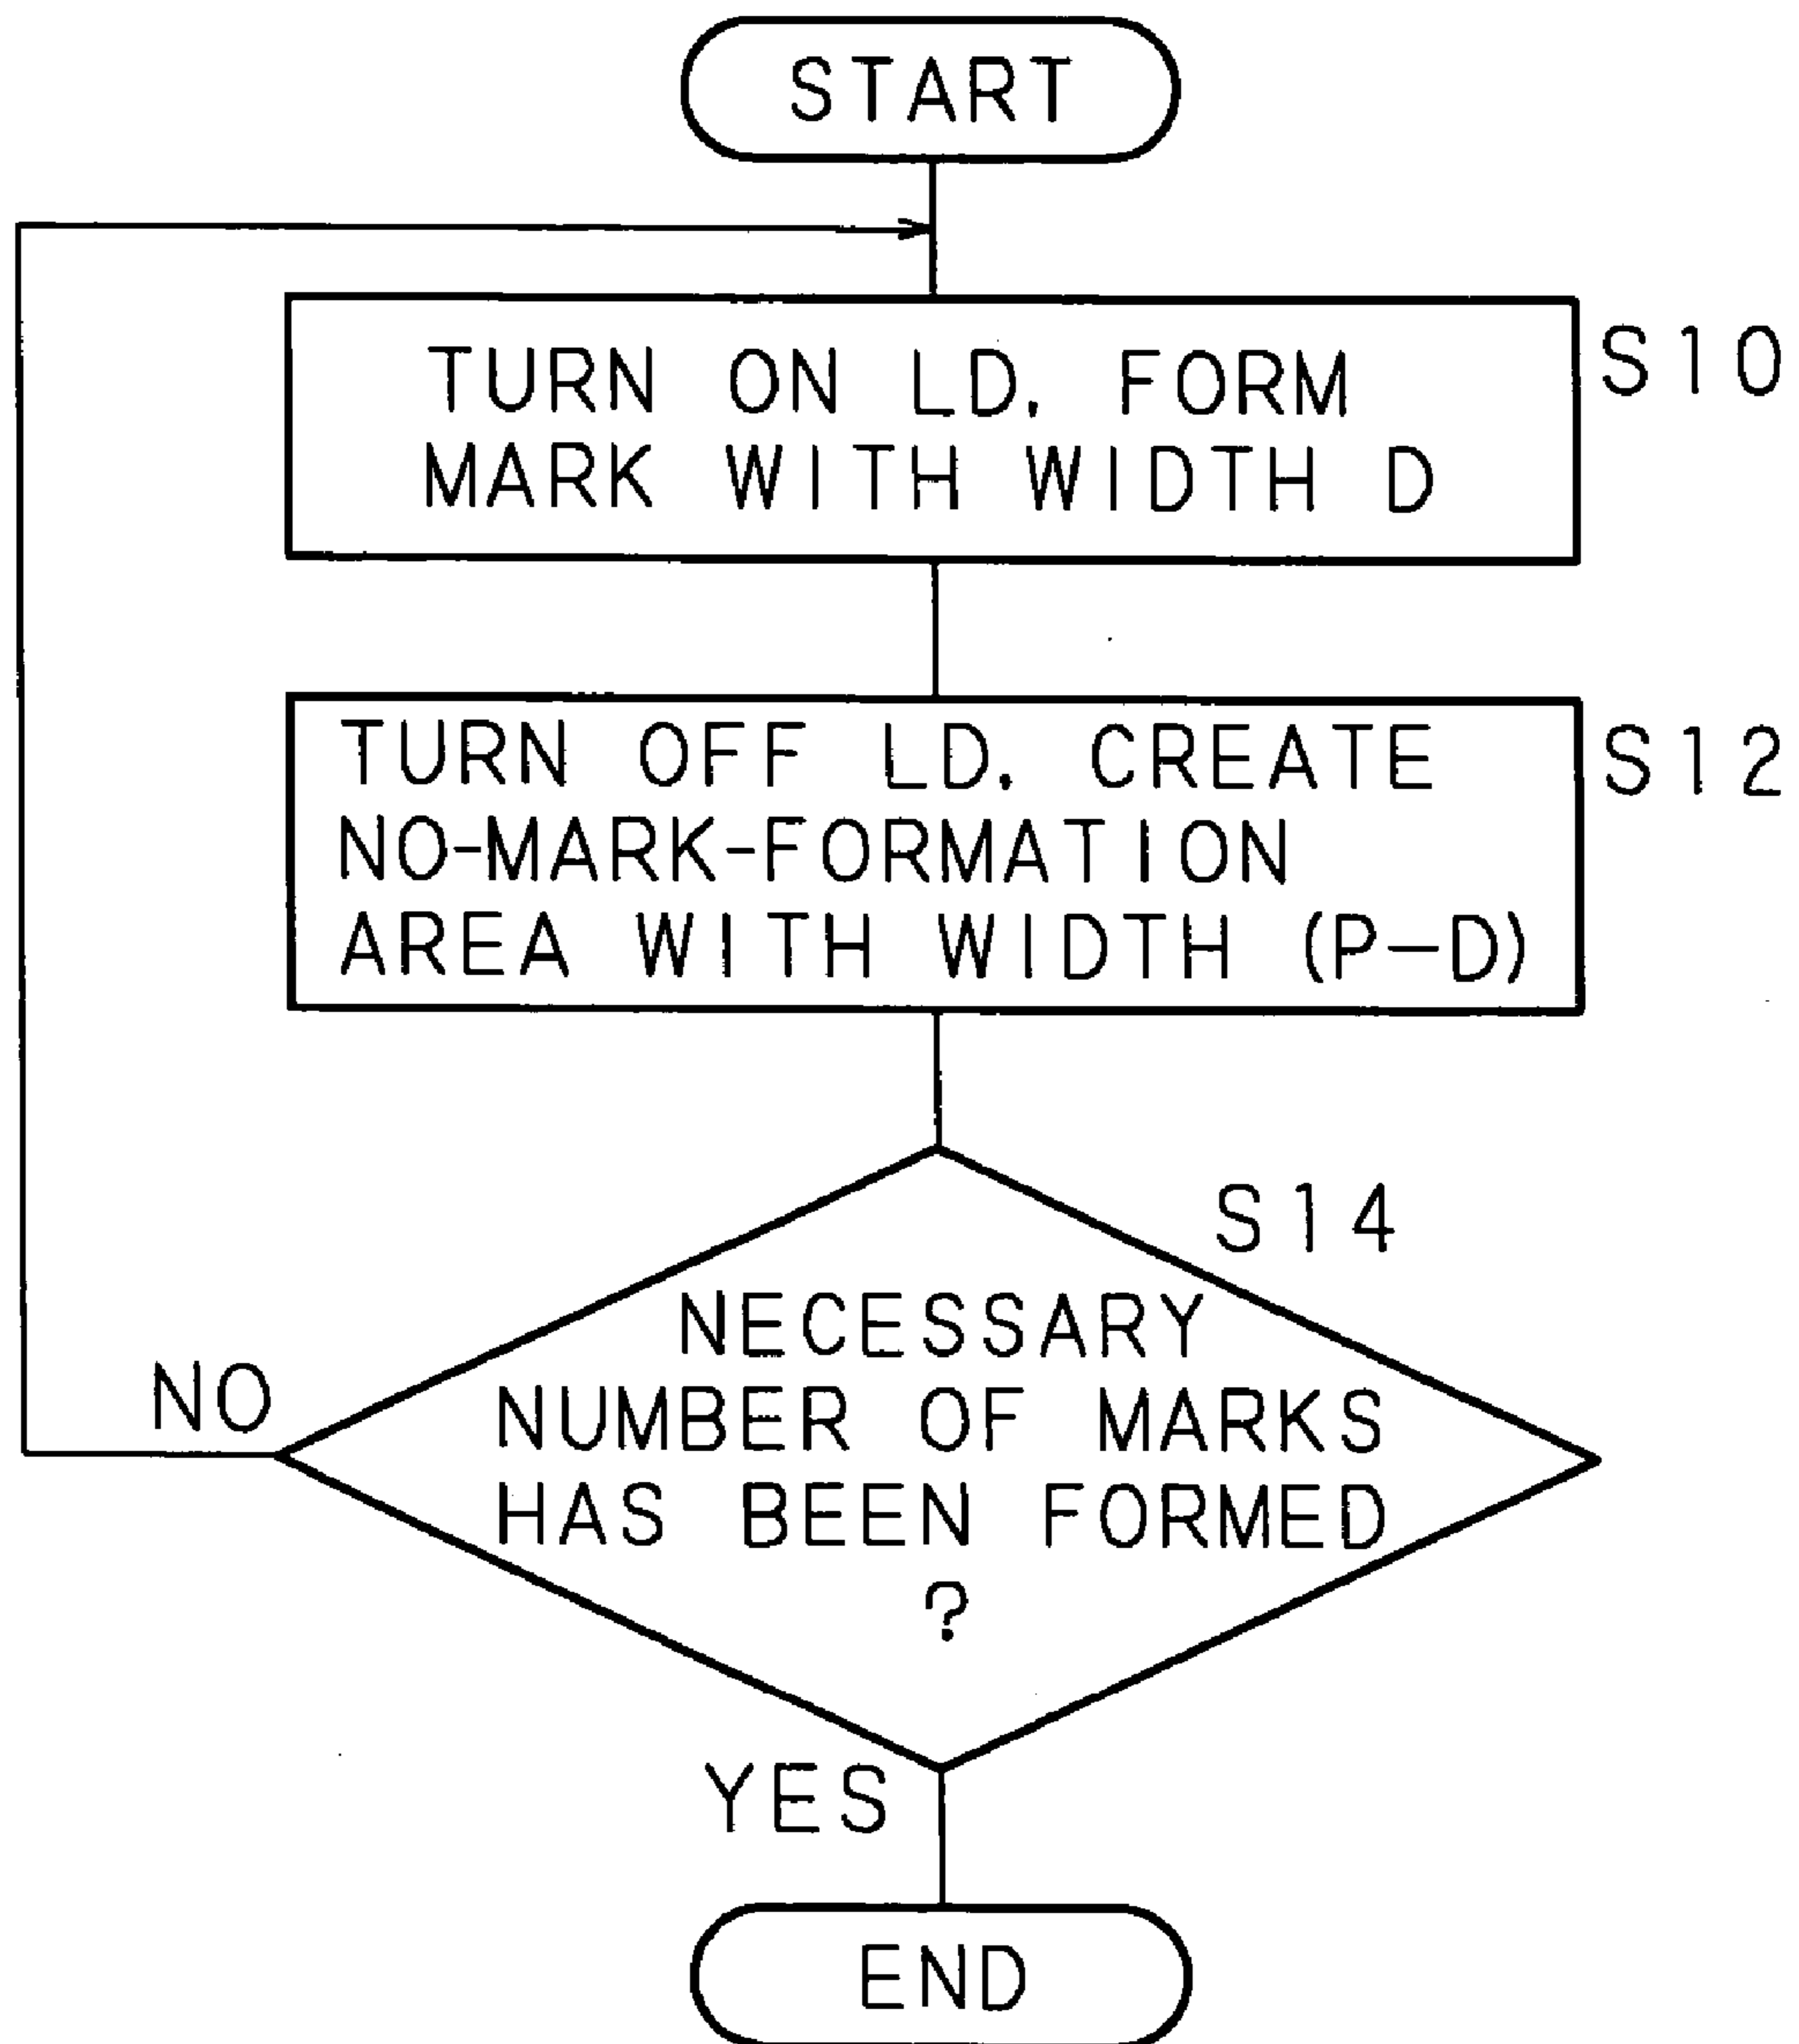 START
TURN ON LD, FORM
MARK WITH WIDTH D
S10
TURN OFF LD, CREATE
NO-MARK-FORMATION
AREA WITH WIDTH (P-D)
S12
S14
NECESSARY
NUMBER OF MARKS
HAS BEEN FORMED
?
NO
YES
END